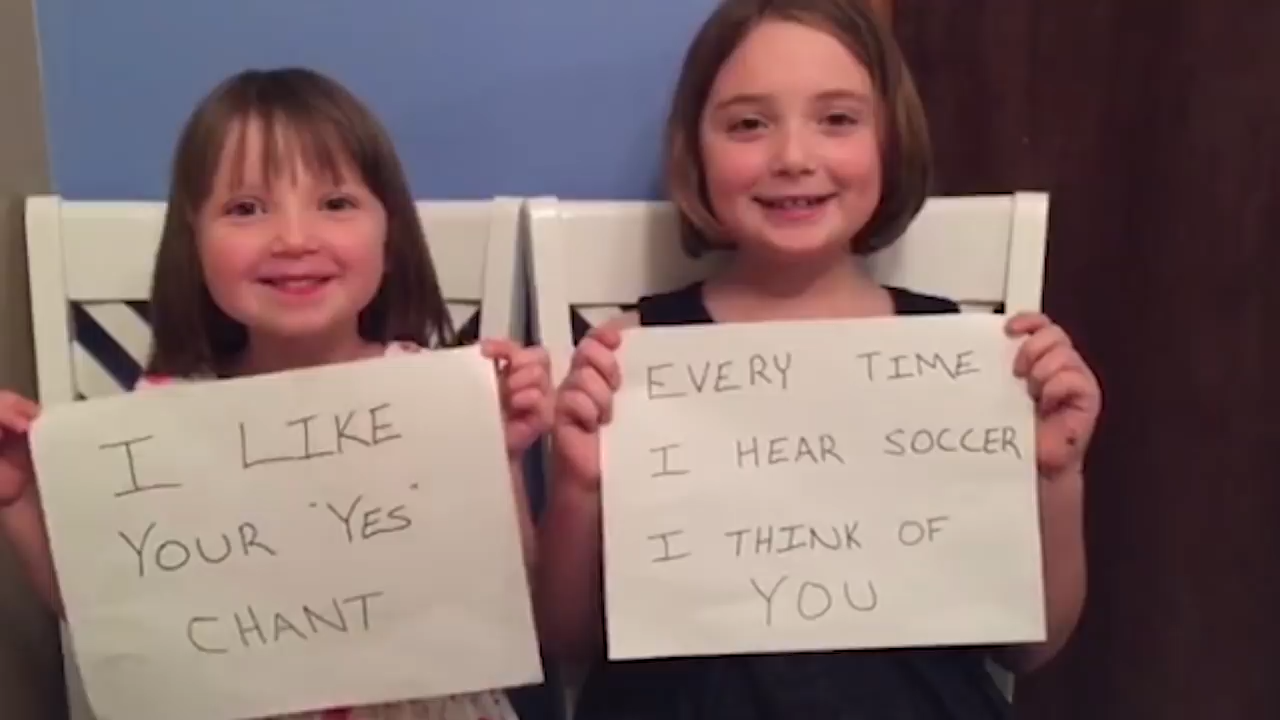 I LIKE
YOUR "YES"
CHANT
EVERY TIME
I HEAR SOCCER
I THINK OF
YOU